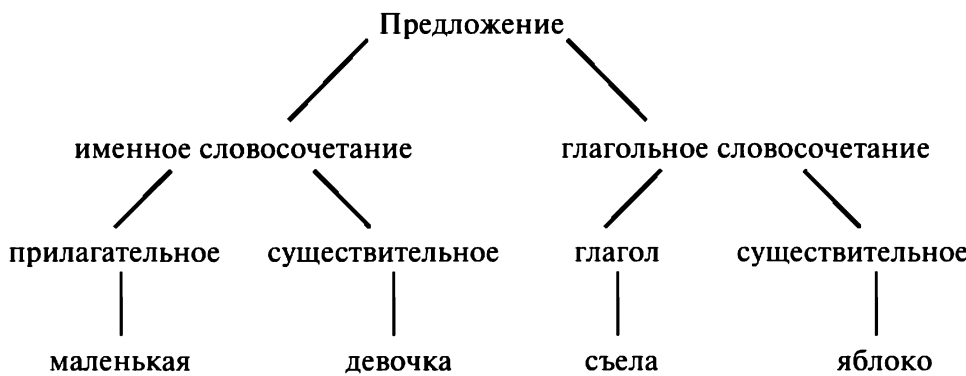 Предложение
именное словосочетание глагольное словосочетание
прилагательное существительное глагол существительное
маленькая девочка съела яблоко